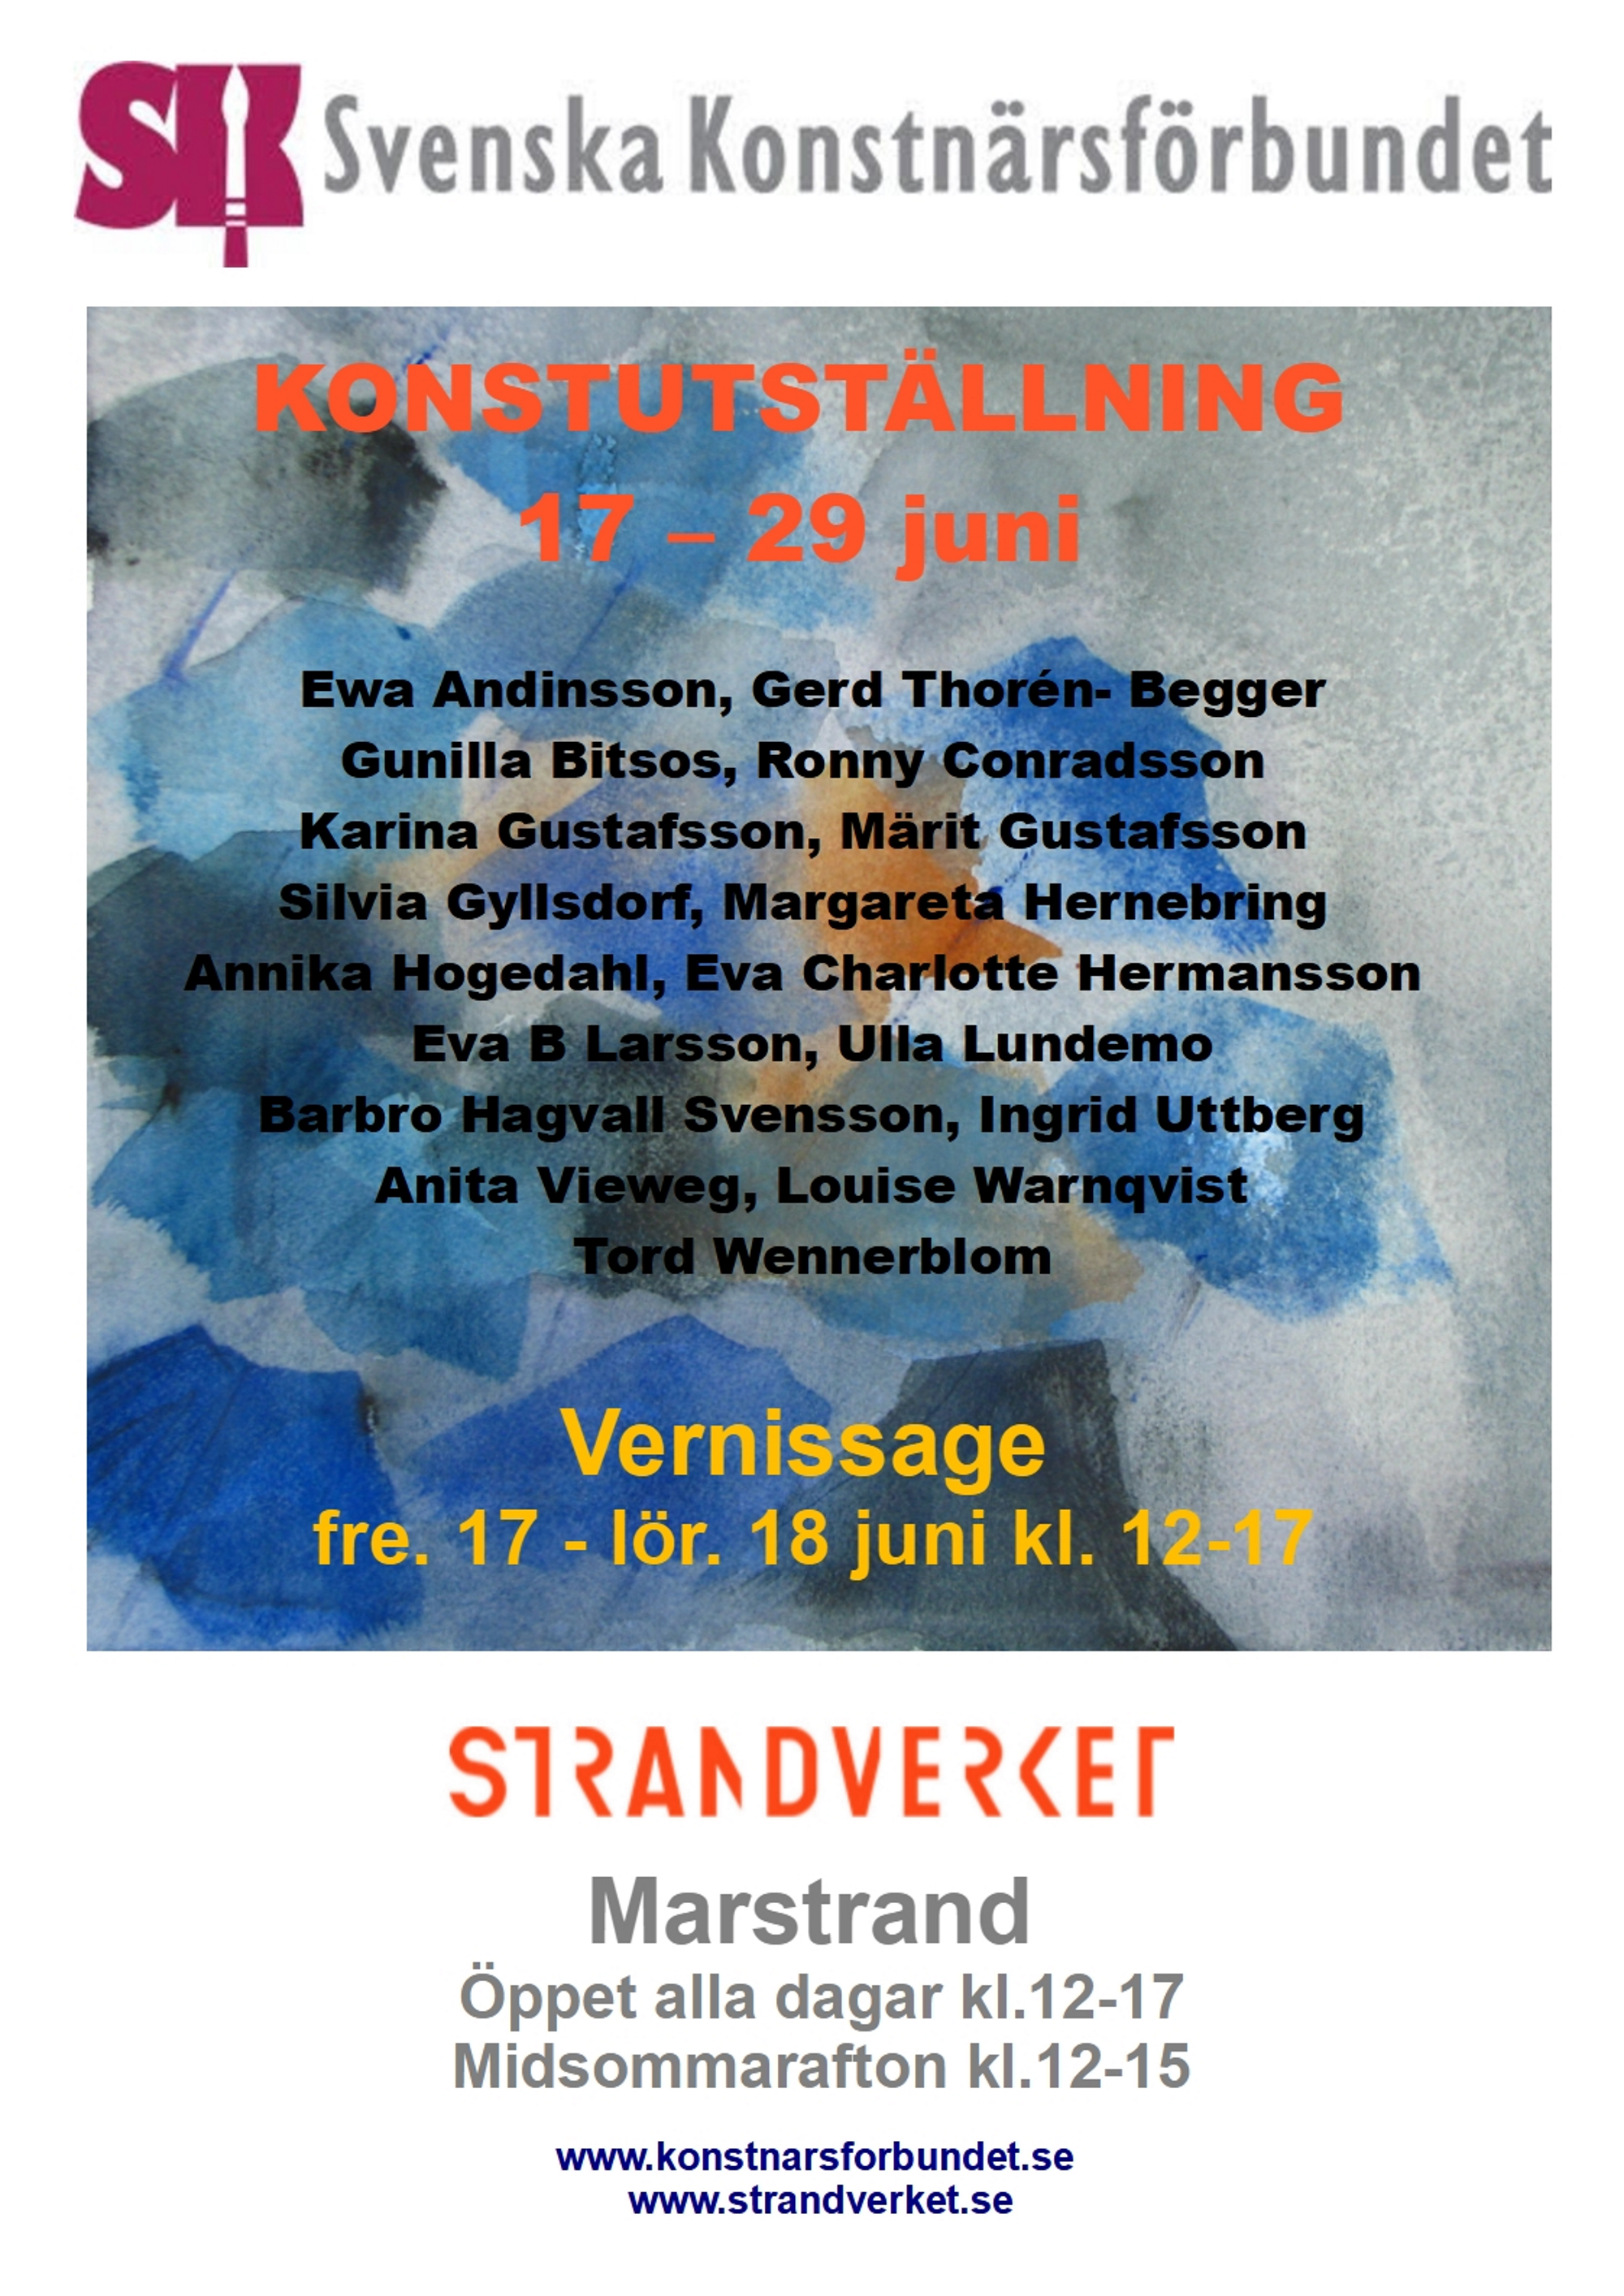 SK Svenska Konstnärsförbundet
KONSTUTSTÄLLNING
17 – 29 juni
Ewa Andinsson, Gerd Thorén- Begger
Gunilla Bitsos, Ronny Conradsson
Karina Gustafsson, Märit Gustafsson
Silvia Gyllsdorf, Margareta Hernebring
Annika Hogedahl, Eva Charlotte Hermansson
Eva B Larsson, Ulla Lundemo
Barbro Hagvall Svensson, Ingrid Uttberg
Anita Vieweg, Louise Warnqvist
Tord Wennerblom
Vernissage
fre. 17 - lör. 18 juni kl. 12-17
STRANDVERKET
Marstrand
Öppet alla dagar kl.12-17
Midsommarafton kl.12-15
www.konstnarsforbundet.se
www.strandverket.se